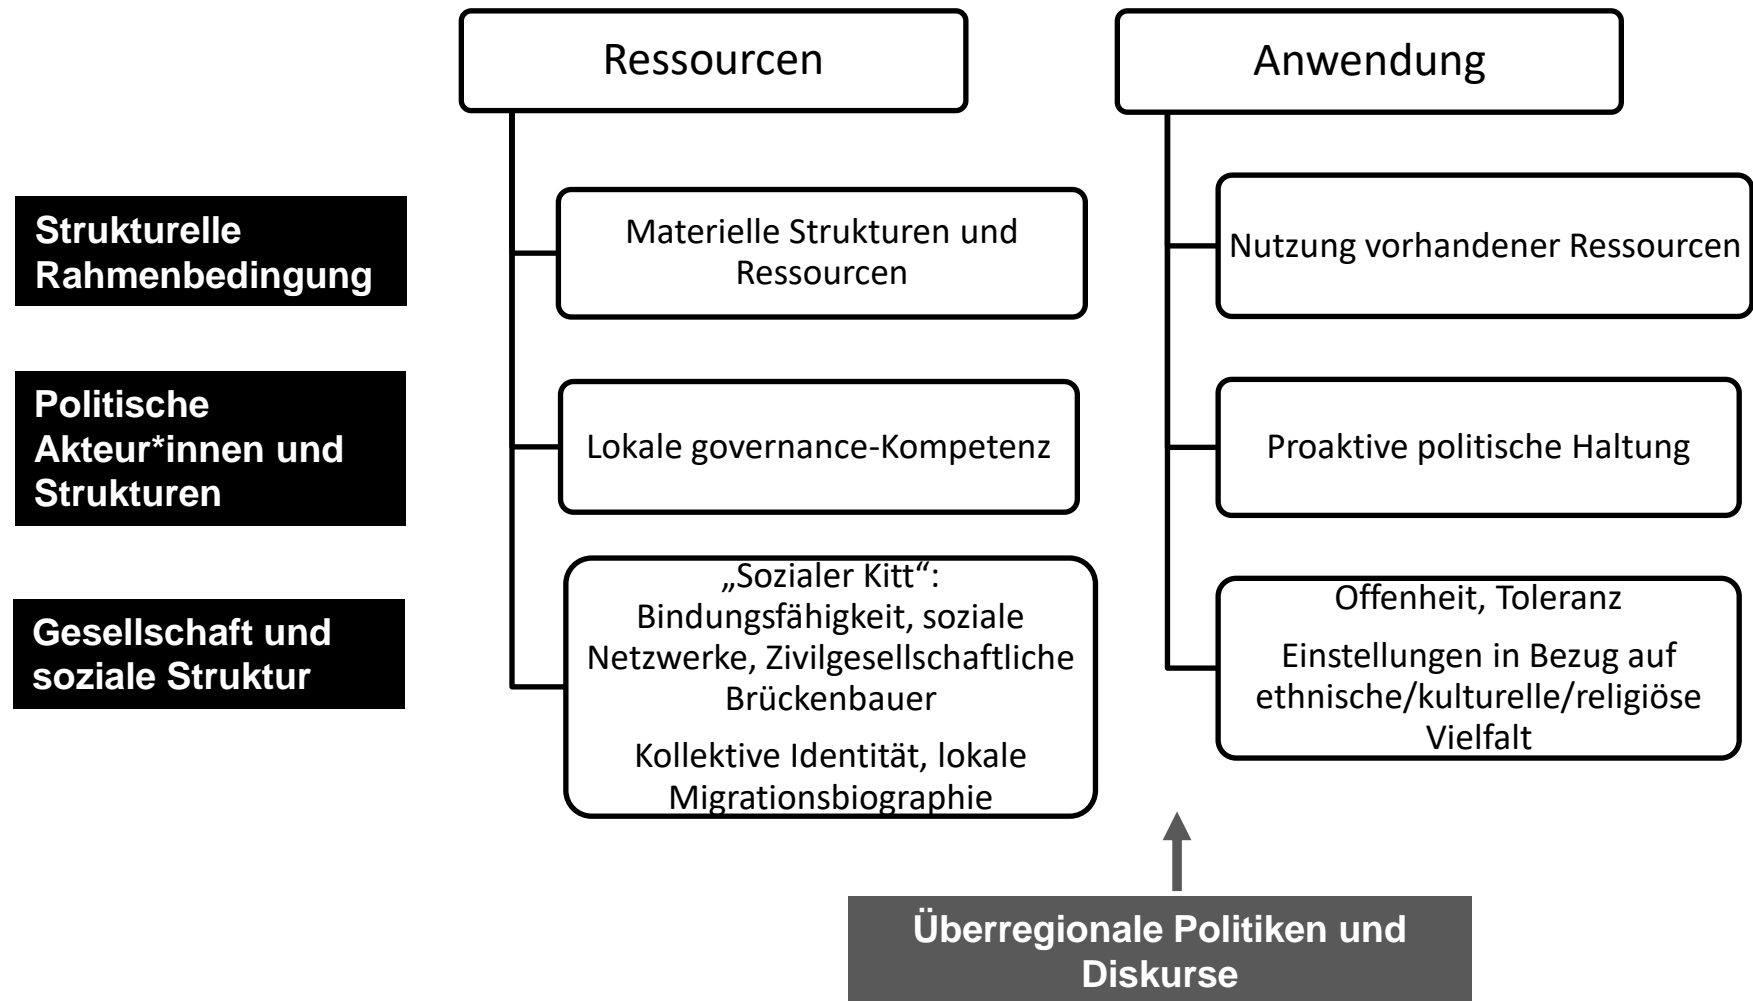 Ressourcen
Anwendung
Strukturelle
Rahmenbedingung
Materielle Strukturen und
Ressourcen
Nutzung vorhandener Ressourcen
Politische
Akteur*innen und
Strukturen
Lokale governance-Kompetenz
Proaktive politische Haltung
Gesellschaft und
soziale Struktur
„Sozialer Kitt“:
Bindungsfähigkeit, soziale
Netzwerke, Zivilgesellschaftliche
Brückenbauer
Kollektive Identität, lokale
Migrationsbiographie
Offenheit, Toleranz
Einstellungen in Bezug auf
ethnische/kulturelle/religiöse
Vielfalt
Überregionale Politiken und
Diskurse